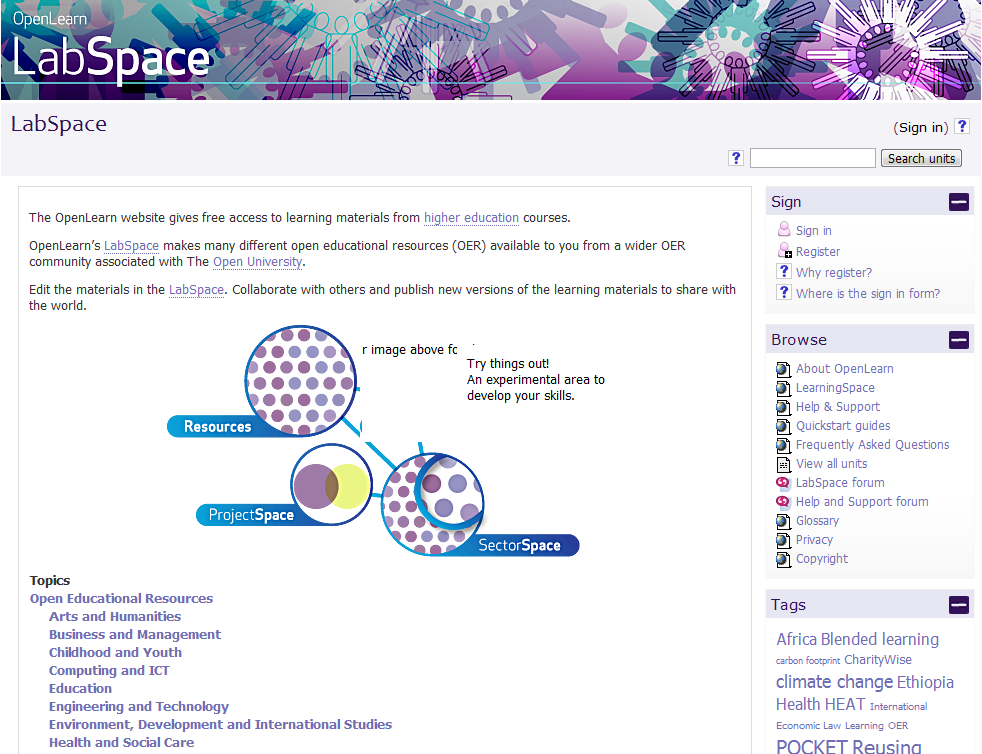 OpenLearn
LabSpace
LabSpace
(Sign in) ?
? Search units
The OpenLearn website gives free access to learning materials from higher education courses.
OpenLearn's LabSpace makes many different open educational resources (OER) available to you from a wider OER
community associated with The Open University.
Edit the materials in the LabSpace. Collaborate with others and publish new versions of the learning materials to share with
the world.
r image above fo
Try things out!
An experimental area to
develop your skills.
Resources
ProjectSpace
SectorSpace
Topics
Open Educational Resources
Arts and Humanities
Business and Management
Childhood and Youth
Computing and ICT
Education
Engineering and Technology
Environment, Development and International Studies
Health and Social Care
Sign
Sign in
Register
? Why register?
? Where is the sign in form?
Browse
About OpenLearn
LearningSpace
Help & Support
Quickstart guides
Frequently Asked Questions
View all units
LabSpace forum
Help and Support forum
Glossary
Privacy
Copyright
Tags
Africa Blended learning
carbon footprint CharityWise
climate change Ethiopia
Health HEAT International
Economic Law Learning OER
POCKET Reusing